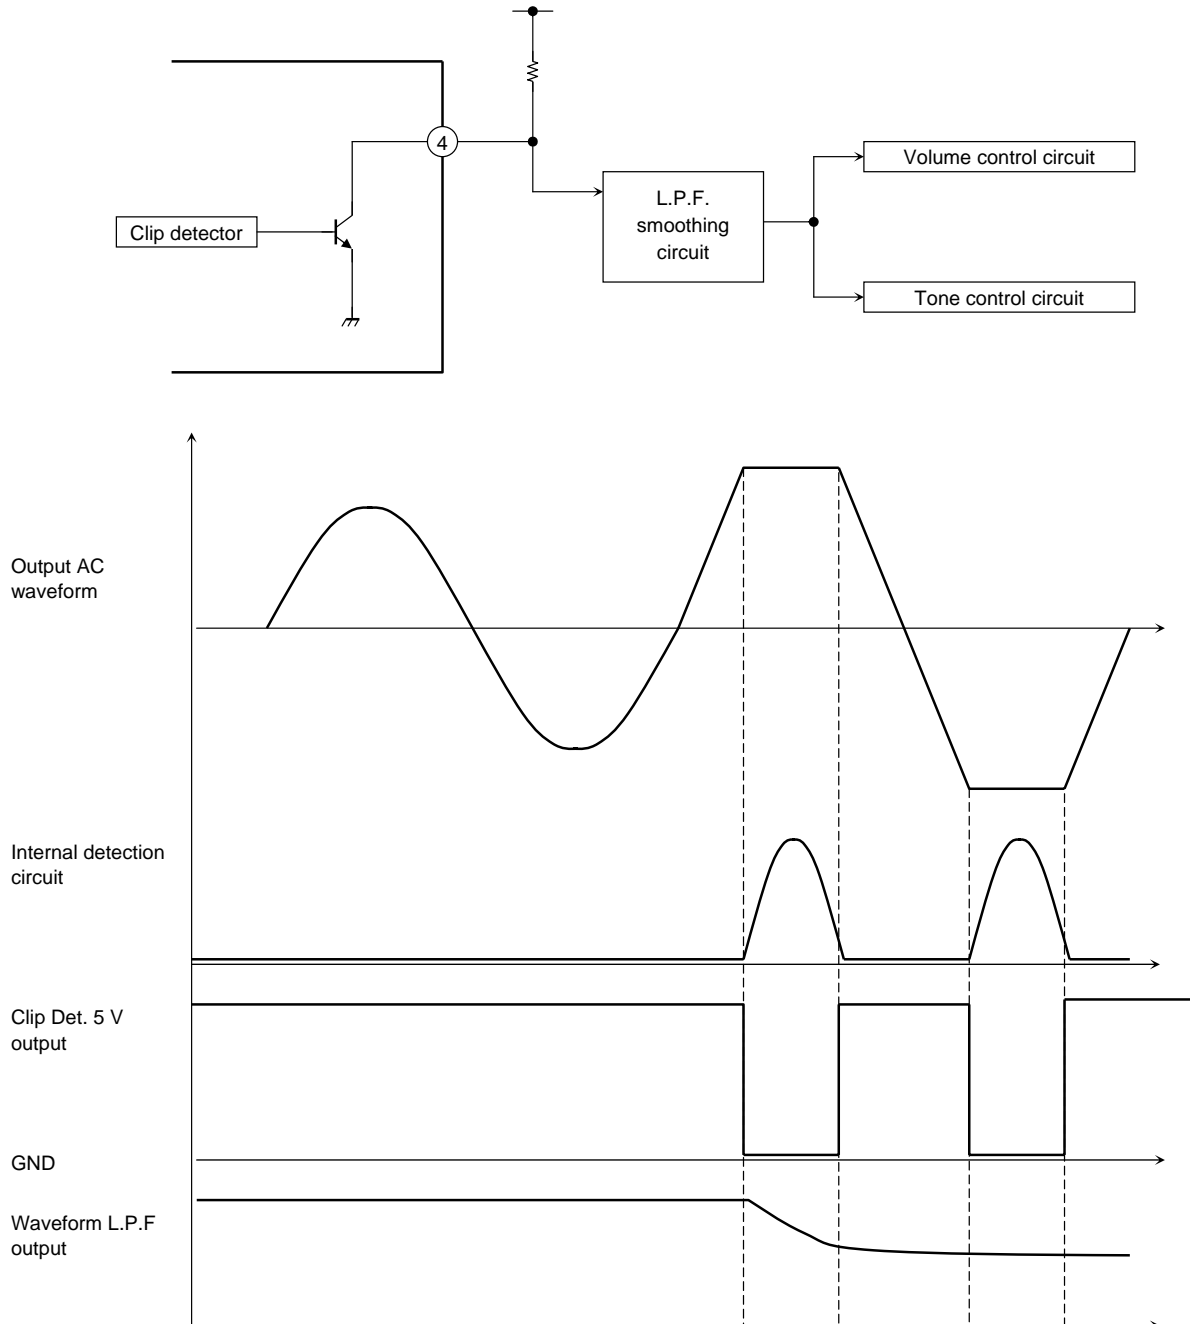 4
Volume control circuit
L.P.F.
smoothing
circuit
Clip detector
Tone control circuit
Output AC
waveform
Internal detection
circuit
Clip Det. 5 V
output
GND
Waveform L.P.F
output